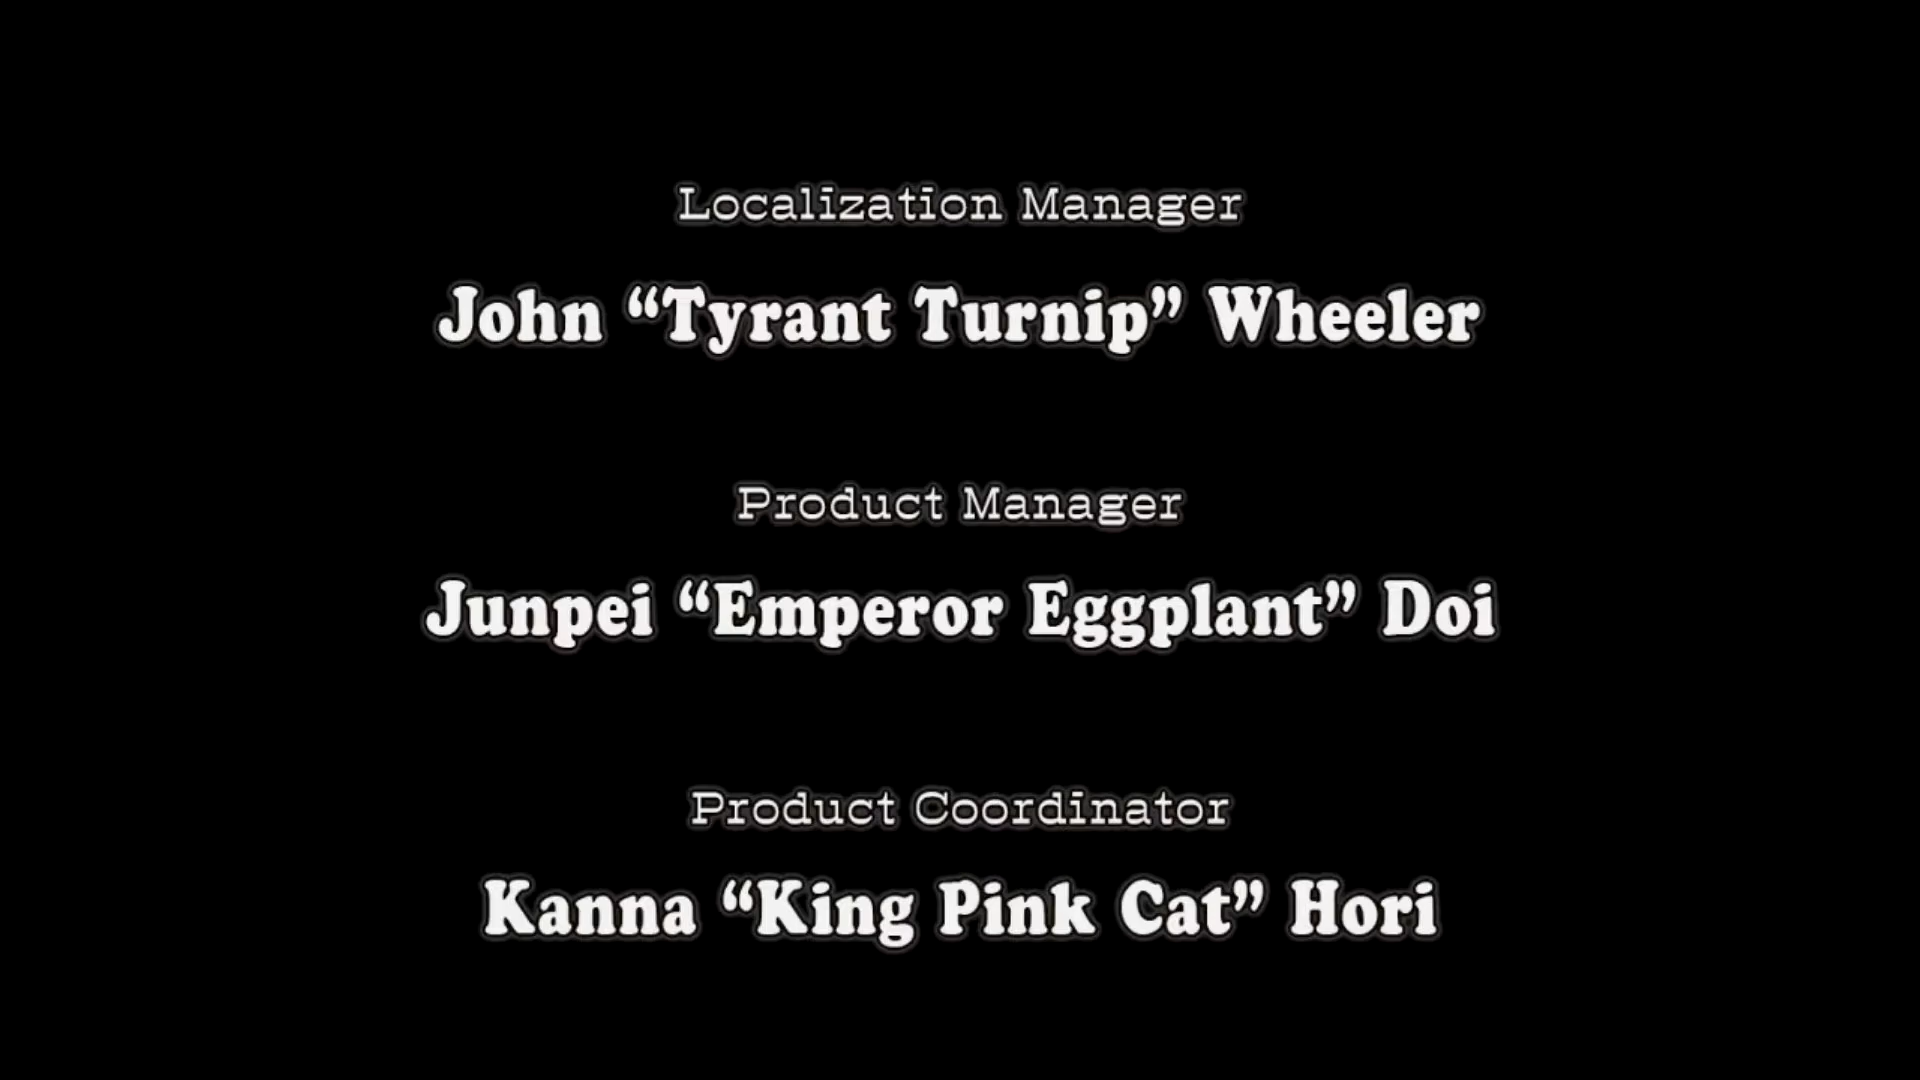 Localization Manager
John “Tyrant Turnip” Wheeler
Product Manager
Junpei “Emperor Eggplant” Doi
Product Coordinator
Kanna “King Pink Cat” Hori